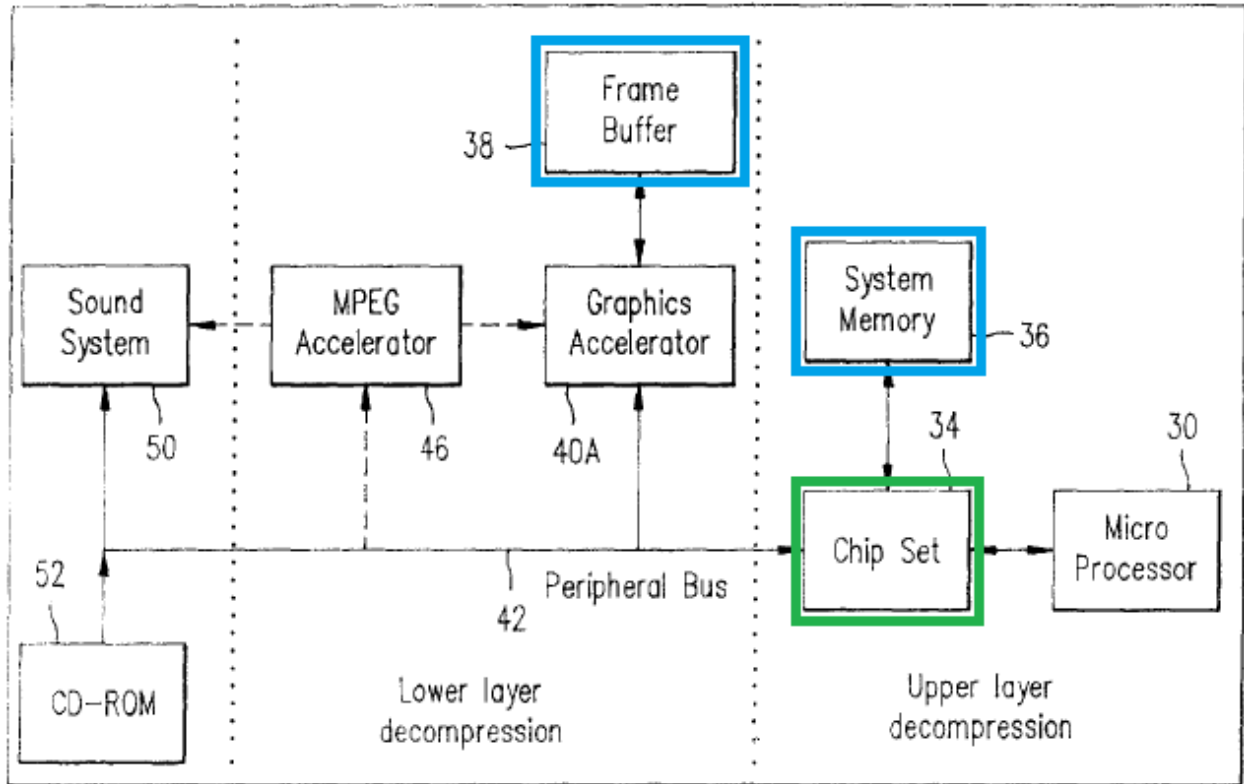 Frame
Buffer
38
System
Memory
36
Sound
System
50
MPEG
Accelerator
46
Graphics
Accelerator
40A
34
Chip Set
30
Micro
Processor
Peripheral Bus
42
52
CD-ROM
Lower layer
decompression
Upper layer
decompression